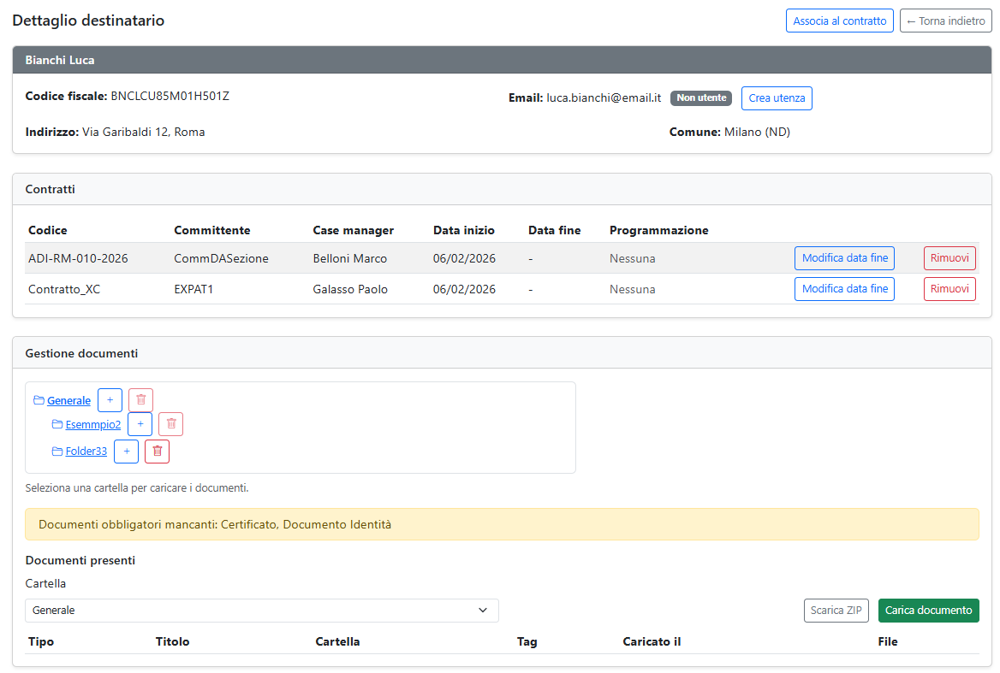 Dettaglio destinatario
Associa al contratto
← Torna indietro
Bianchi Luca
Codice fiscale: BNCLCU85M01H501Z
Email: luca.bianchi@email.it Non utente Crea utenza
Indirizzo: Via Garibaldi 12, Roma
Comune: Milano (ND)
Contratti
Codice Committente Case manager Data inizio Data fine Programmazione
ADI-RM-010-2026 CommDASezione Belloni Marco 06/02/2026 - Nessuna Modifica data fine Rimuovi
Contratto_XC EXPAT1 Galasso Paolo 06/02/2026 - Nessuna Modifica data fine Rimuovi
Gestione documenti
Generale +
Esemmpio2 +
Folder33 +
Seleziona una cartella per caricare i documenti.
Documenti obbligatori mancanti: Certificato, Documento Identità
Documenti presenti
Cartella
Generale
Scarica ZIP
Carica documento
Tipo Titolo Cartella Tag Caricato il File